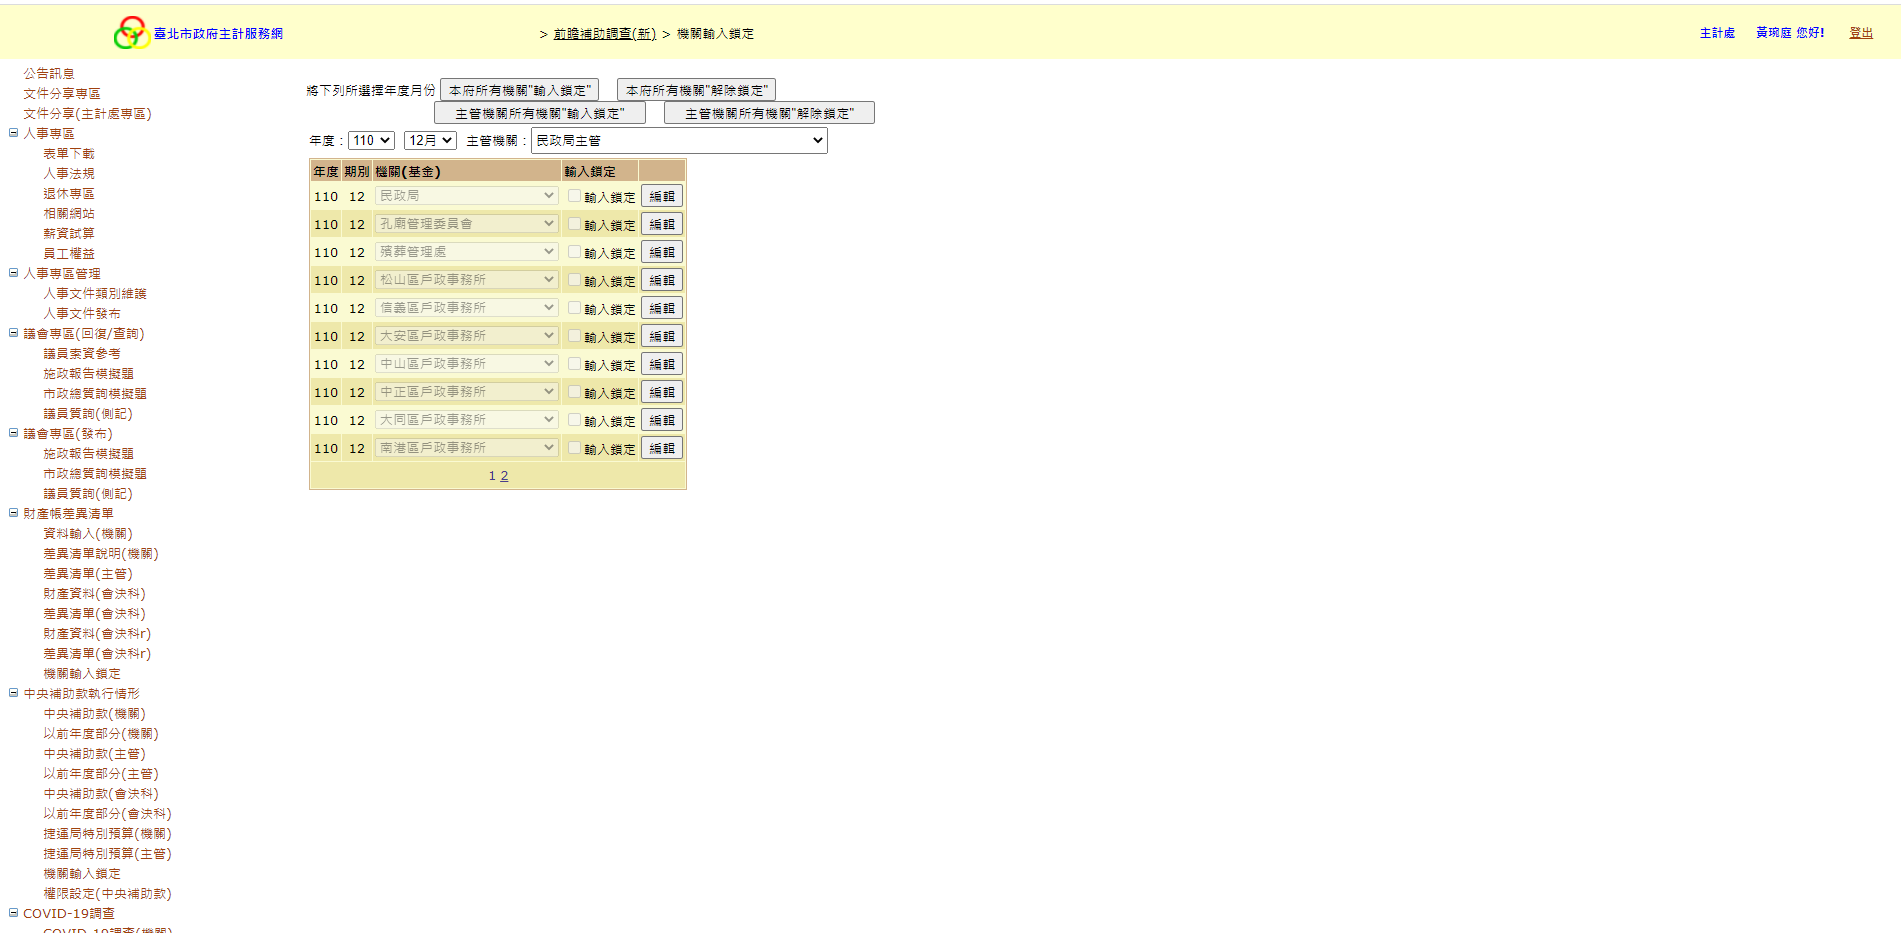 臺北市政府主計服務網
> 前瞻補助調查(新) > 機關輸入鎖定
主計處 黃琬庭 您好! 登出
公告訊息
文件分享專區
文件分享(主計處專區)
人事專區
表單下載
人事法規
退休專區
相關網站
薪資試算
員工權益
人事專區管理
人事文件類別維護
人事文件發布
議會專區(回復/查詢)
議員索資參考
施政報告模擬題
市政總質詢模擬題
議員質詢(側記)
議會專區(發布)
施政報告模擬題
市政總質詢模擬題
議員質詢(側記)
財產帳差異清單
資料輸入(機關)
差異清單說明(機關)
差異清單(主管)
財產資料(會決科)
差異清單(會決科)
財產資料(會決科r)
差異清單(會決科r)
機關輸入鎖定
中央補助款執行情形
中央補助款(機關)
以前年度部分(機關)
中央補助款(主管)
以前年度部分(主管)
中央補助款(會決科)
以前年度部分(會決科)
捷運局特別預算(機關)
捷運局特別預算(主管)
機關輸入鎖定
權限設定(中央補助款)
COVID-19調查
COVID-19調查(機關)
將下列所選擇年度月份 本府所有機關"輸入鎖定" 本府所有機關"解除鎖定"
主管機關所有機關"輸入鎖定" 主管機關所有機關"解除鎖定"
年度：110 12月 主管機關：民政局主管
年度 期別 機關(基金) 輸入鎖定
110 12 民政局 輸入鎖定 編輯
110 12 孔廟管理委員會 輸入鎖定 編輯
110 12 殯葬管理處 輸入鎖定 編輯
110 12 松山區戶政事務所 輸入鎖定 編輯
110 12 信義區戶政事務所 輸入鎖定 編輯
110 12 大安區戶政事務所 輸入鎖定 編輯
110 12 中山區戶政事務所 輸入鎖定 編輯
110 12 中正區戶政事務所 輸入鎖定 編輯
110 12 大同區戶政事務所 輸入鎖定 編輯
110 12 南港區戶政事務所 輸入鎖定 編輯
1 2